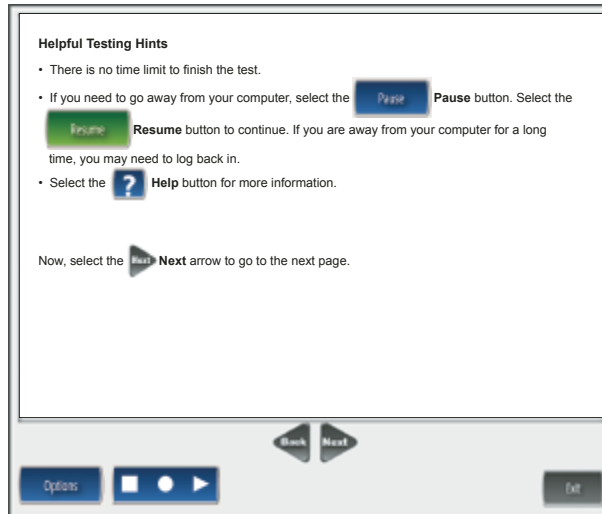 Helpful Testing Hints
• There is no time limit to finish the test.
• If you need to go away from your computer, select the Pause Pause button. Select the
Resume Resume button to continue. If you are away from your computer for a long
time, you may need to log back in.
• Select the ? Help button for more information.
Now, select the Next Next arrow to go to the next page.
Back Next
Options
Exit